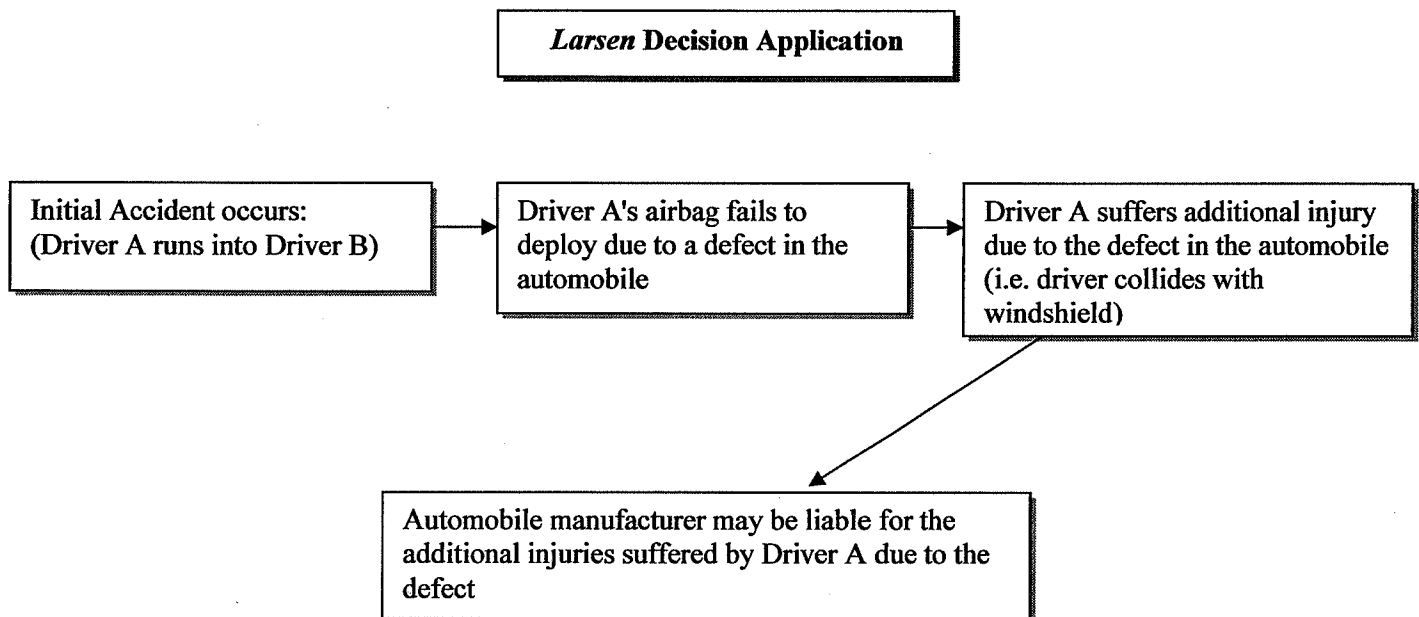 Larsen Decision Application
Initial Accident occurs:
(Driver A runs into Driver B)
Driver A's airbag fails to
deploy due to a defect in the
automobile
Driver A suffers additional injury
due to the defect in the automobile
(i.e. driver collides with
windshield)
Automobile manufacturer may be liable for the
additional injuries suffered by Driver A due to the
defect